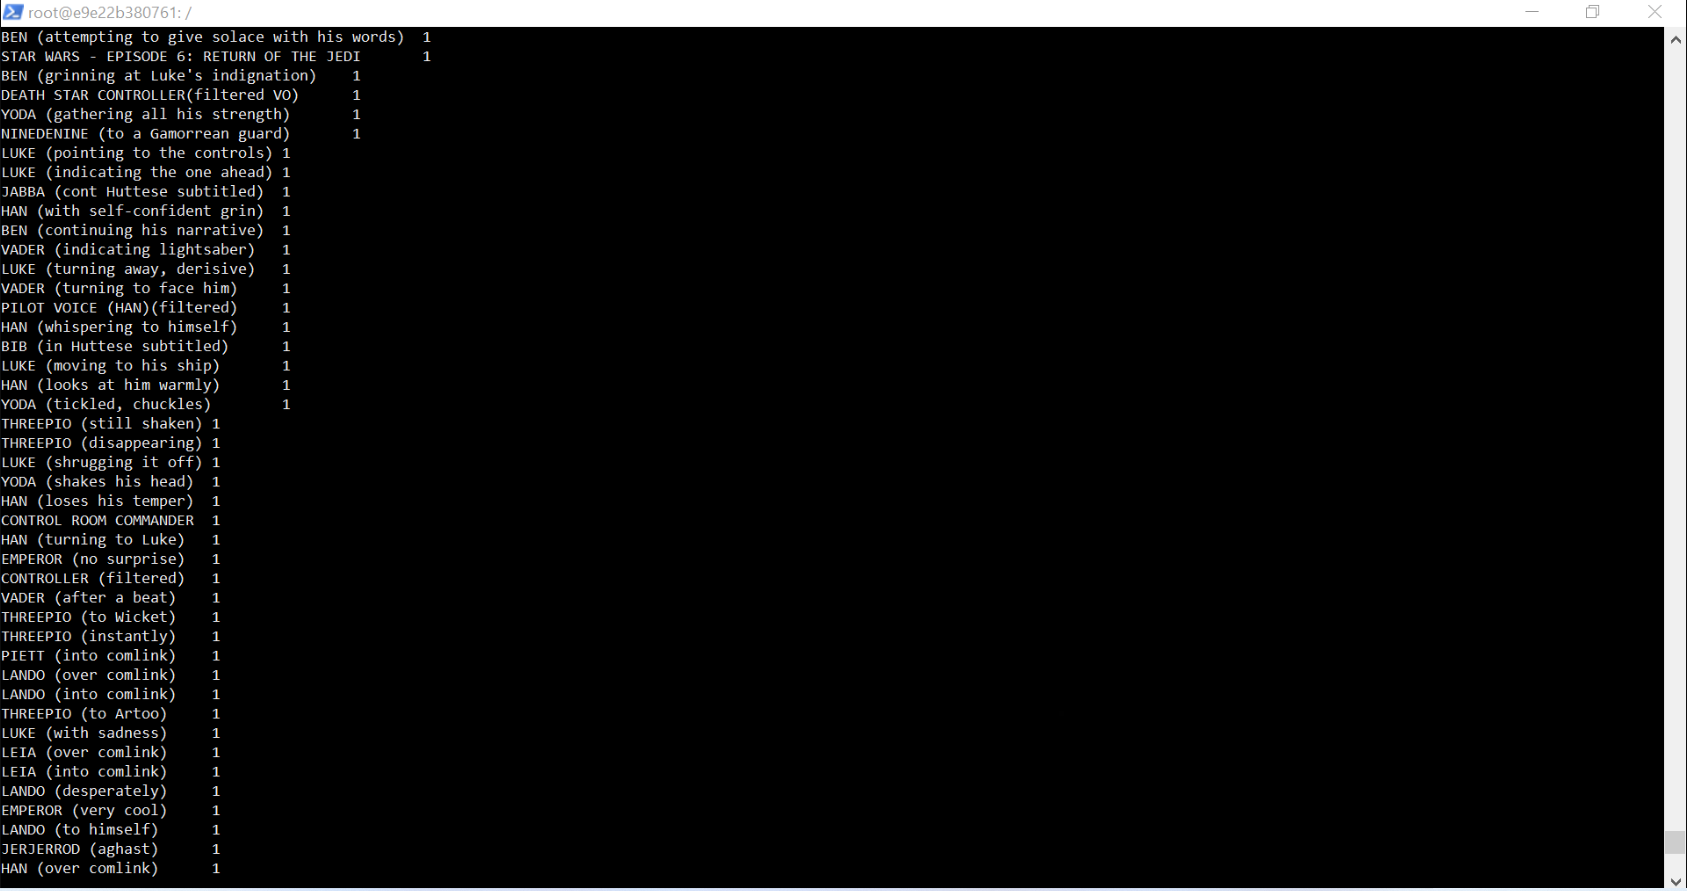 root@e9e22b380761: /
BEN (attempting to give solace with his words)  1
STAR WARS - EPISODE 6: RETURN OF THE JEDI       1
BEN (grinning at Luke's indignation)    1
DEATH STAR CONTROLLER(filtered VO)      1
YODA (gathering all his strength)       1
NINEDENINE (to a Gamorrean guard)       1
LUKE (pointing to the controls) 1
LUKE (indicating the one ahead) 1
JABBA (cont Huttese subtitled)  1
HAN (with self-confident grin)  1
BEN (continuing his narrative)  1
VADER (indicating lightsaber)   1
LUKE (turning away, derisive)   1
VADER (turning to face him)     1
PILOT VOICE (HAN)(filtered)     1
HAN (whispering to himself)     1
BIB (in Huttese subtitled)      1
LUKE (moving to his ship)       1
HAN (looks at him warmly)       1
YODA (tickled, chuckles)        1
THREEPIO (still shaken) 1
THREEPIO (disappearing) 1
LUKE (shrugging it off) 1
YODA (shakes his head)  1
HAN (loses his temper)  1
CONTROL ROOM COMMANDER  1
HAN (turning to Luke)   1
EMPEROR (no surprise)   1
CONTROLLER (filtered)   1
VADER (after a beat)    1
THREEPIO (to Wicket)    1
THREEPIO (instantly)    1
PIETT (into comlink)    1
LANDO (over comlink)    1
LANDO (into comlink)    1
THREEPIO (to Artoo)     1
LUKE (with sadness)     1
LEIA (over comlink)     1
LEIA (into comlink)     1
LANDO (desperately)     1
EMPEROR (very cool)     1
LANDO (to himself)      1
JERJERROD (aghast)      1
HAN (over comlink)      1